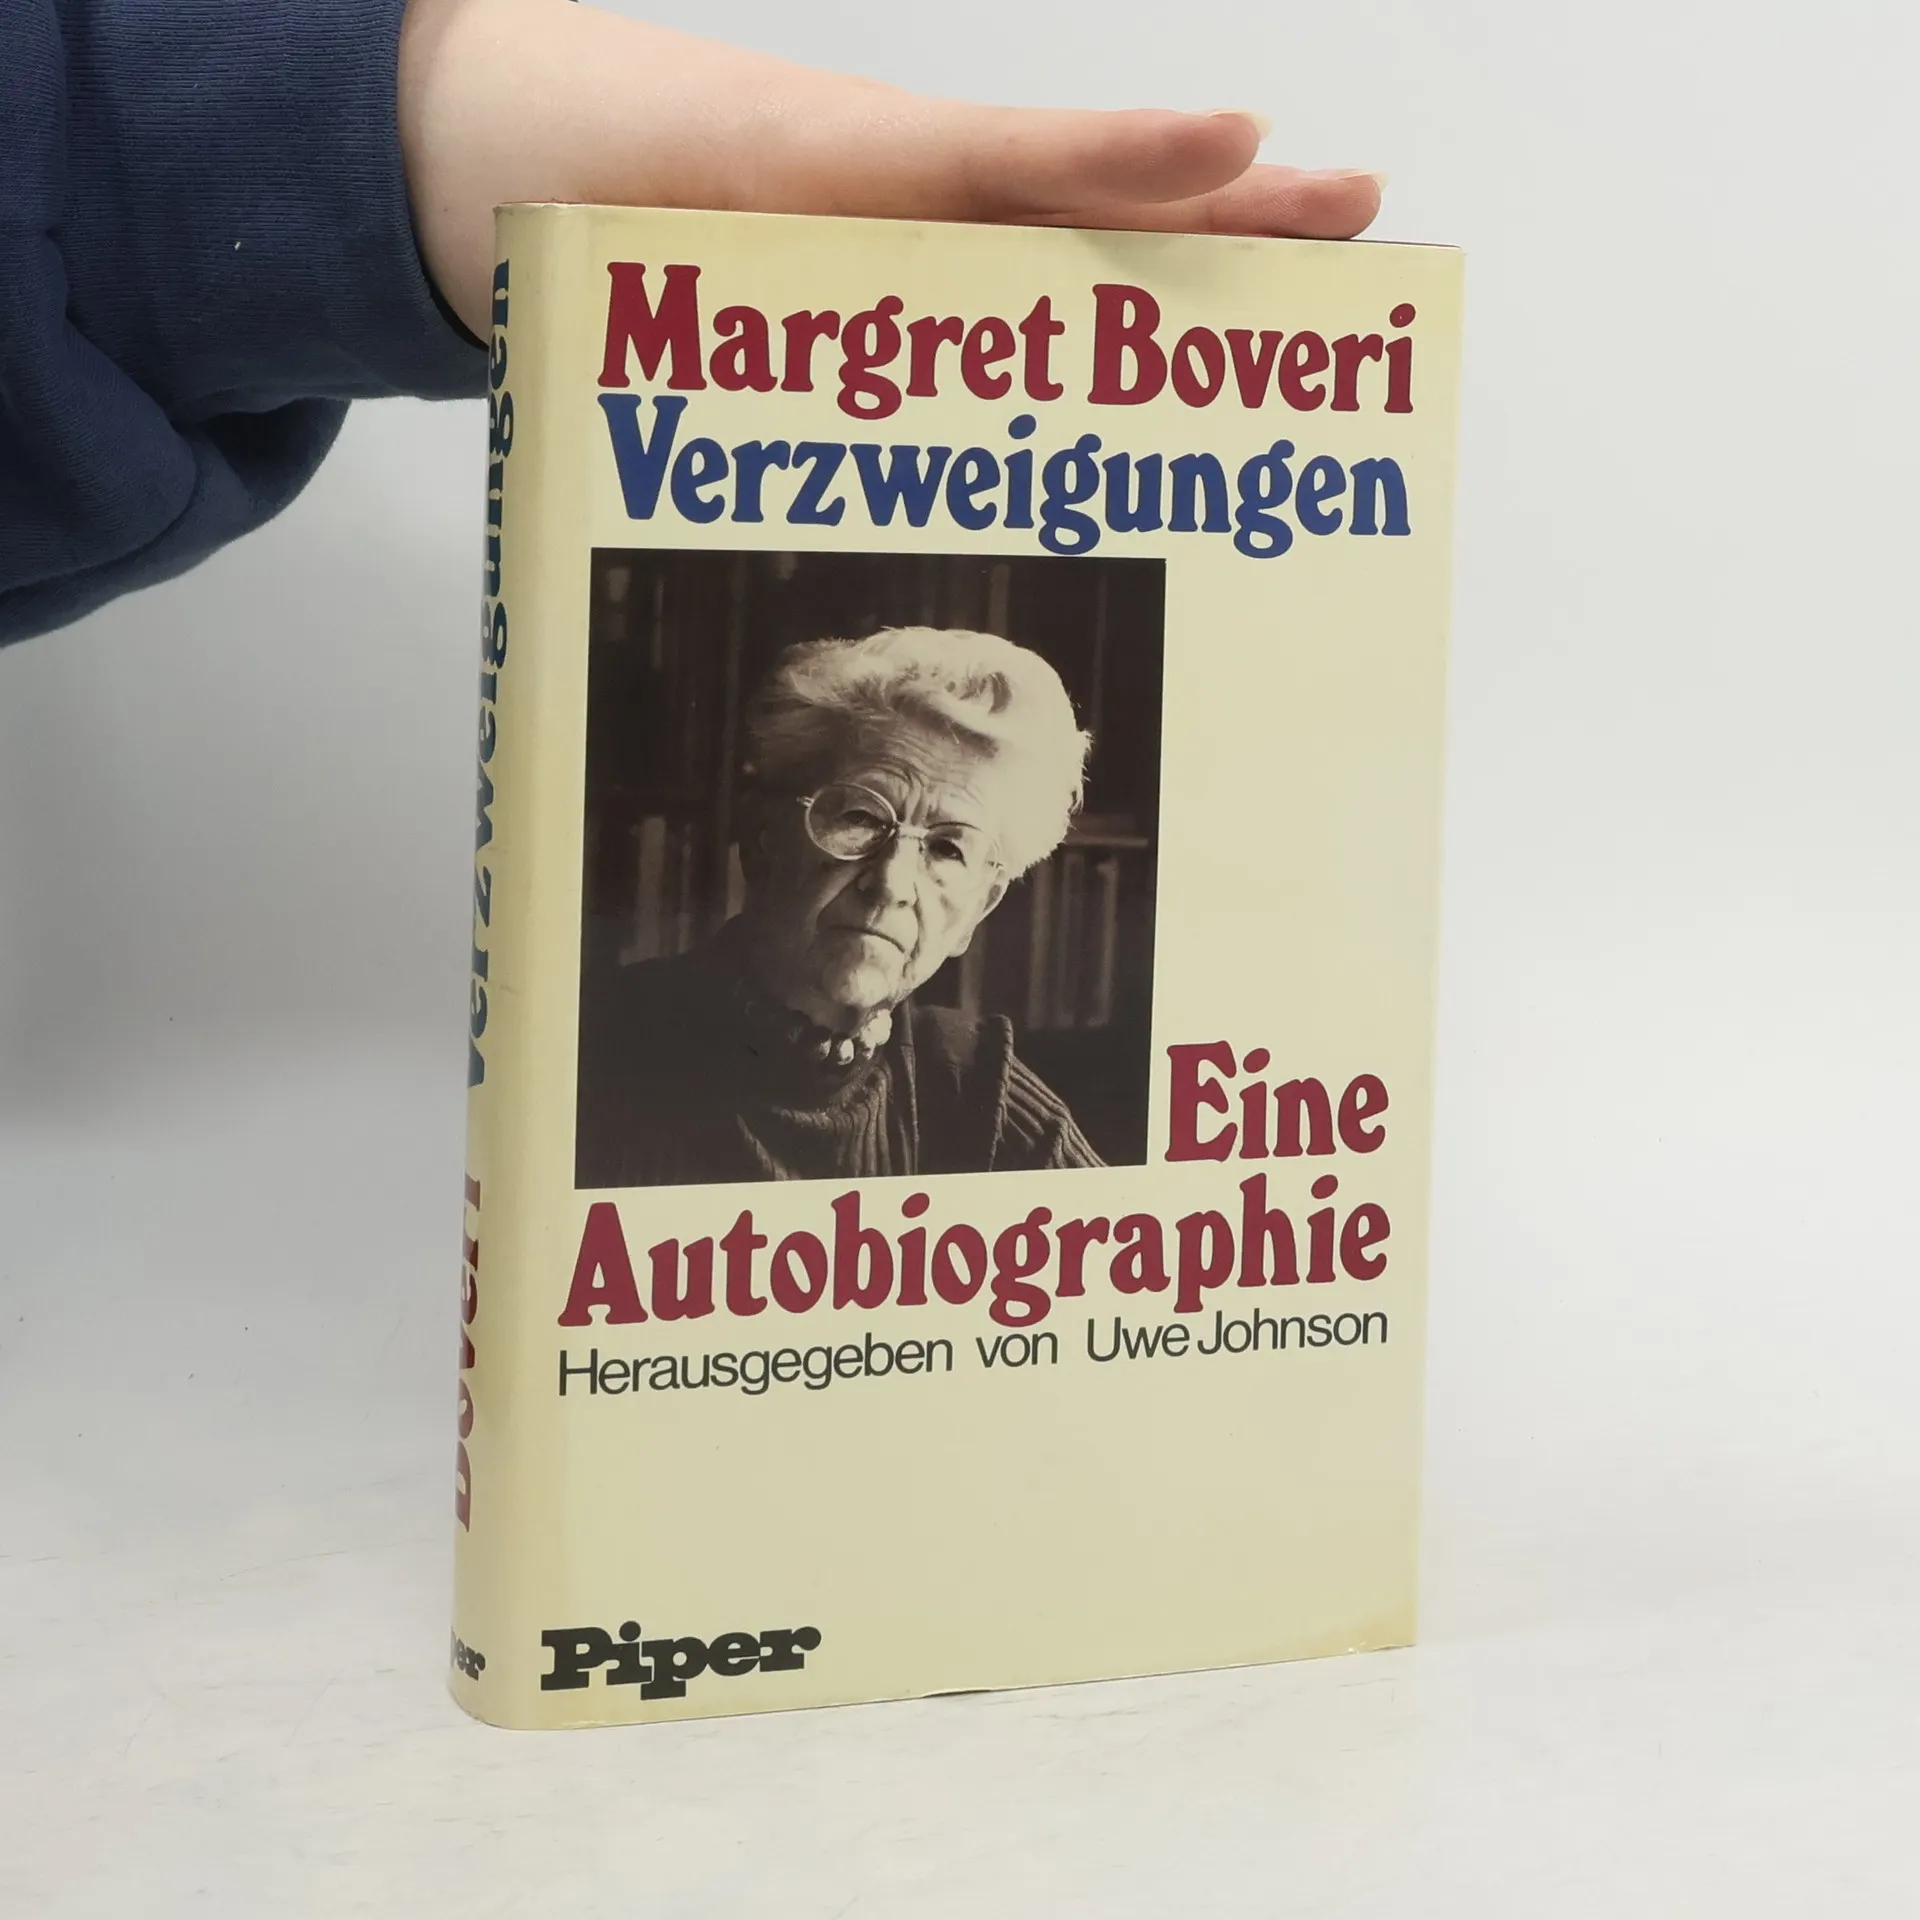 Margret Boveri
Verzweigungen
Eine
Autobiographie
Herausgegeben von Uwe Johnson
Piper
Boveri Verzweigungen